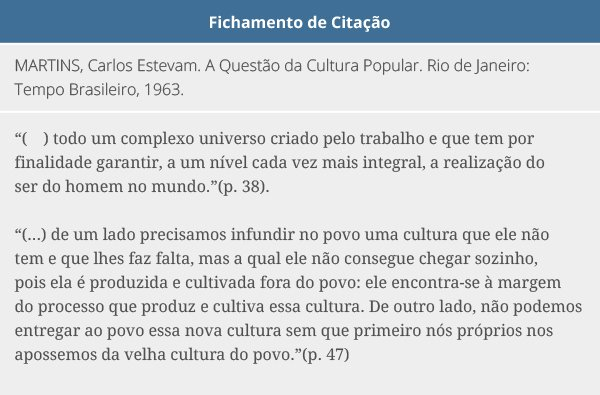 Fichamento de Citação
MARTINS, Carlos Estevam. A Questão da Cultura Popular. Rio de Janeiro:
Tempo Brasileiro, 1963.
“(    ) todo um complexo universo criado pelo trabalho e que tem por
finalidade garantir, a um nível cada vez mais integral, a realização do
ser do homem no mundo.”(p. 38).
“(...) de um lado precisamos infundir no povo uma cultura que ele não
tem e que lhes faz falta, mas a qual ele não consegue chegar sozinho,
pois ela é produzida e cultivada fora do povo: ele encontra-se à margem
do processo que produz e cultiva essa cultura. De outro lado, não podemos
entregar ao povo essa nova cultura sem que primeiro nós próprios nos
apossemos da velha cultura do povo.”(p. 47)